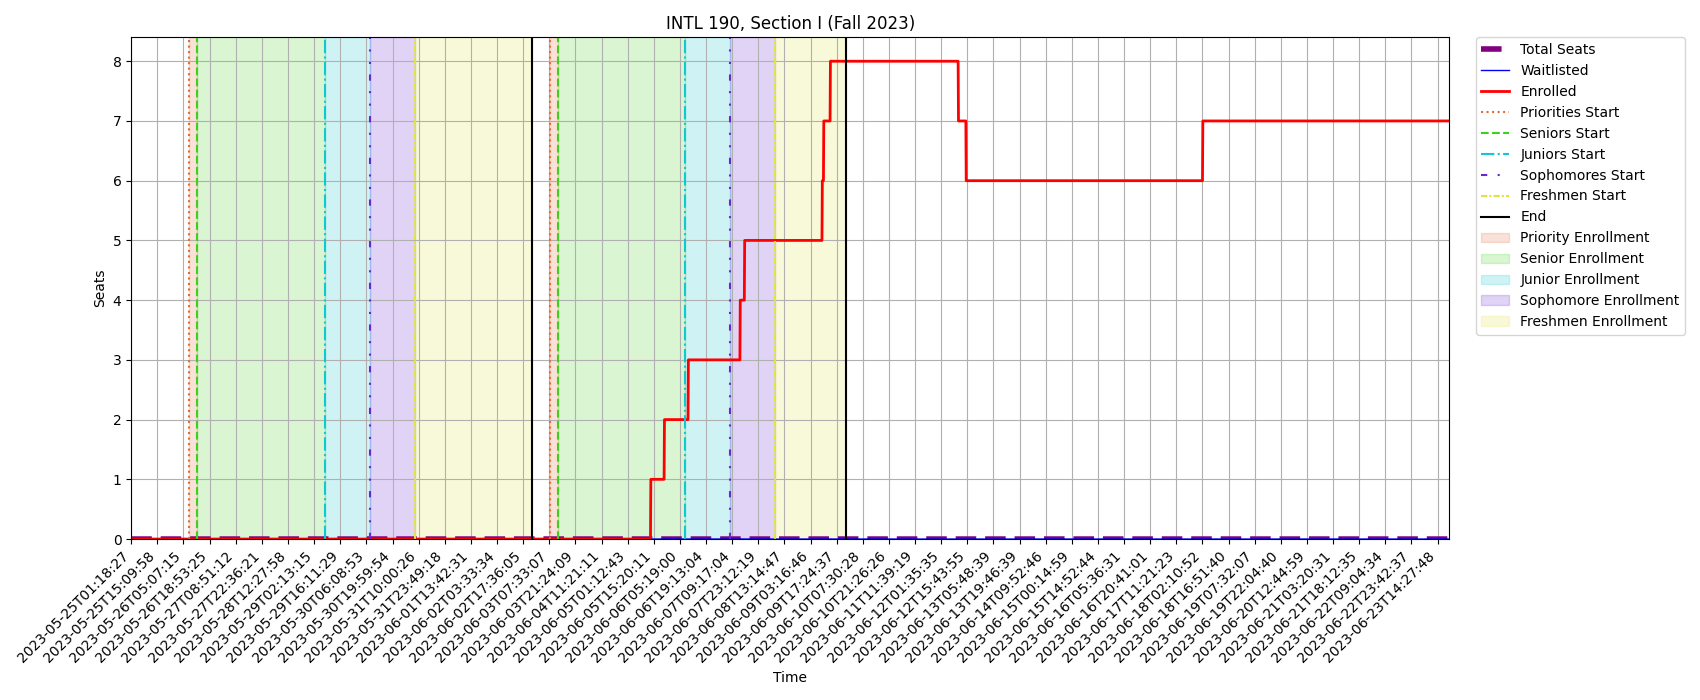 INTL 190, Section I (Fall 2023)
Seats
8
7
6
5
4
3
2
1
0
2023-05-25T01:18:27
2023-05-25T15:09:58
2023-05-26T05:07:15
2023-05-26T18:53:25
2023-05-27T08:51:12
2023-05-27T22:36:21
2023-05-28T12:27:58
2023-05-29T02:13:15
2023-05-29T16:11:29
2023-05-30T06:08:53
2023-05-30T19:59:54
2023-05-31T10:00:26
2023-05-31T23:49:18
2023-06-01T13:42:31
2023-06-02T03:33:34
2023-06-02T17:36:05
2023-06-03T07:33:07
2023-06-03T21:24:09
2023-06-04T11:21:11
2023-06-05T01:12:43
2023-06-05T15:20:11
2023-06-06T05:19:00
2023-06-06T19:13:04
2023-06-07T09:17:04
2023-06-07T23:12:19
2023-06-08T13:14:47
2023-06-09T03:16:46
2023-06-09T17:24:37
2023-06-10T07:30:28
2023-06-10T21:26:26
2023-06-11T11:39:19
2023-06-12T01:35:35
2023-06-12T15:43:55
2023-06-13T05:48:39
2023-06-13T19:46:39
2023-06-14T09:52:46
2023-06-15T00:14:59
2023-06-15T14:52:44
2023-06-16T05:36:31
2023-06-16T20:41:01
2023-06-17T11:21:23
2023-06-18T02:10:52
2023-06-18T16:51:40
2023-06-19T07:32:07
2023-06-19T22:04:40
2023-06-20T12:44:59
2023-06-21T03:20:31
2023-06-21T18:12:35
2023-06-22T09:04:34
2023-06-22T23:42:37
2023-06-23T14:27:48
Time
Total Seats
Waitlisted
Enrolled
Priorities Start
Seniors Start
Juniors Start
Sophomores Start
Freshmen Start
End
Priority Enrollment
Senior Enrollment
Junior Enrollment
Sophomore Enrollment
Freshmen Enrollment